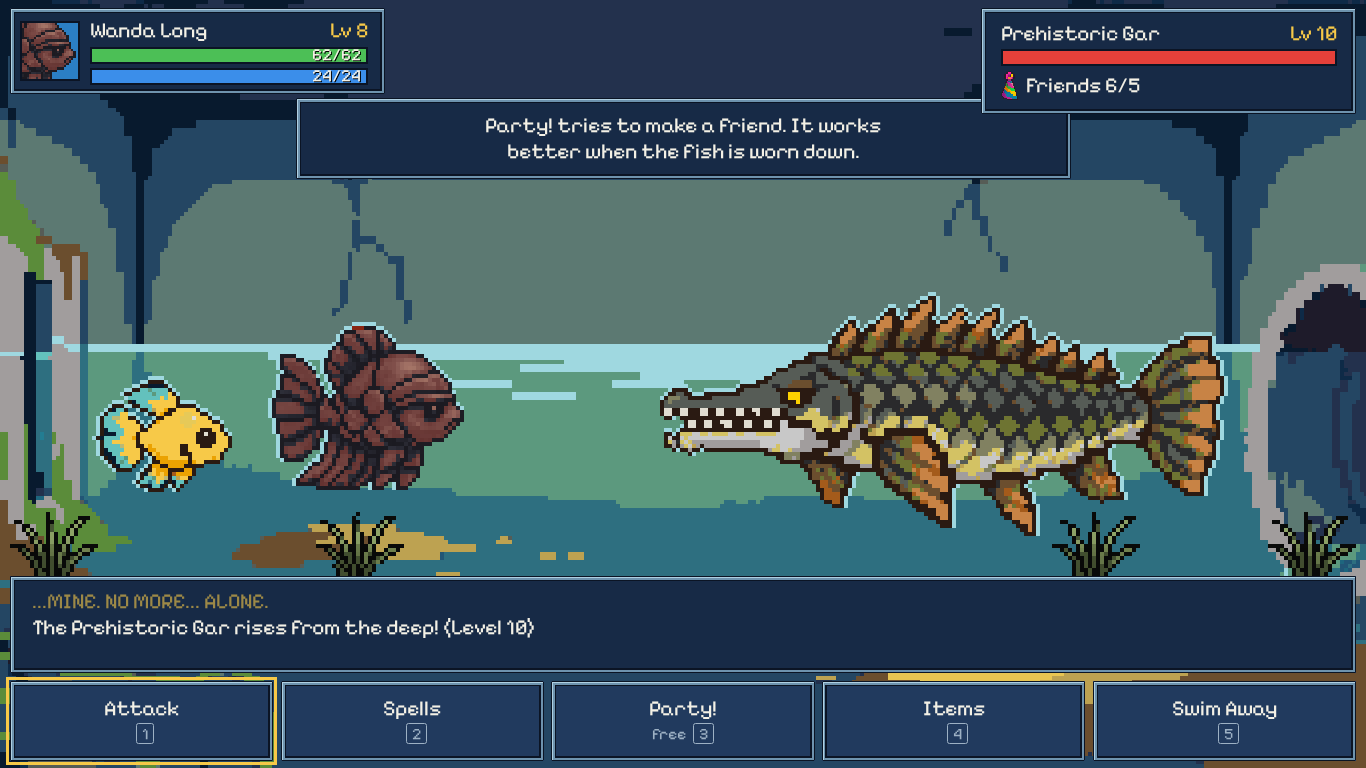 Wanda Long Lv 8
62/62
24/24
Prehistoric Gar Lv 10
Friends 6/5
Party! tries to make a friend. It works
better when the fish is worn down.
...MINE. NO MORE... ALONE.
The Prehistoric Gar rises from the deep! (Level 10)
Attack
1
Spells
2
Party!
free 3
Items
4
Swim Away
5